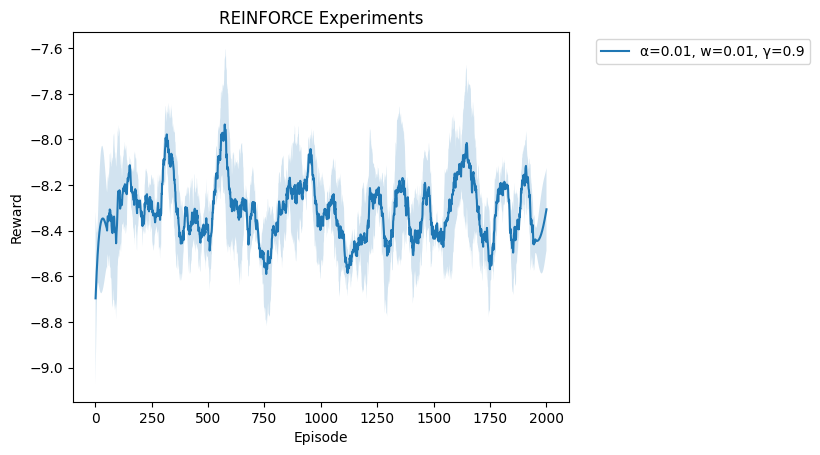 REINFORCE Experiments
α=0.01, w=0.01, γ=0.9
Reward
−7.6
−7.8
−8.0
−8.2
−8.4
−8.6
−8.8
−9.0
0 250 500 750 1000 1250 1500 1750 2000
Episode